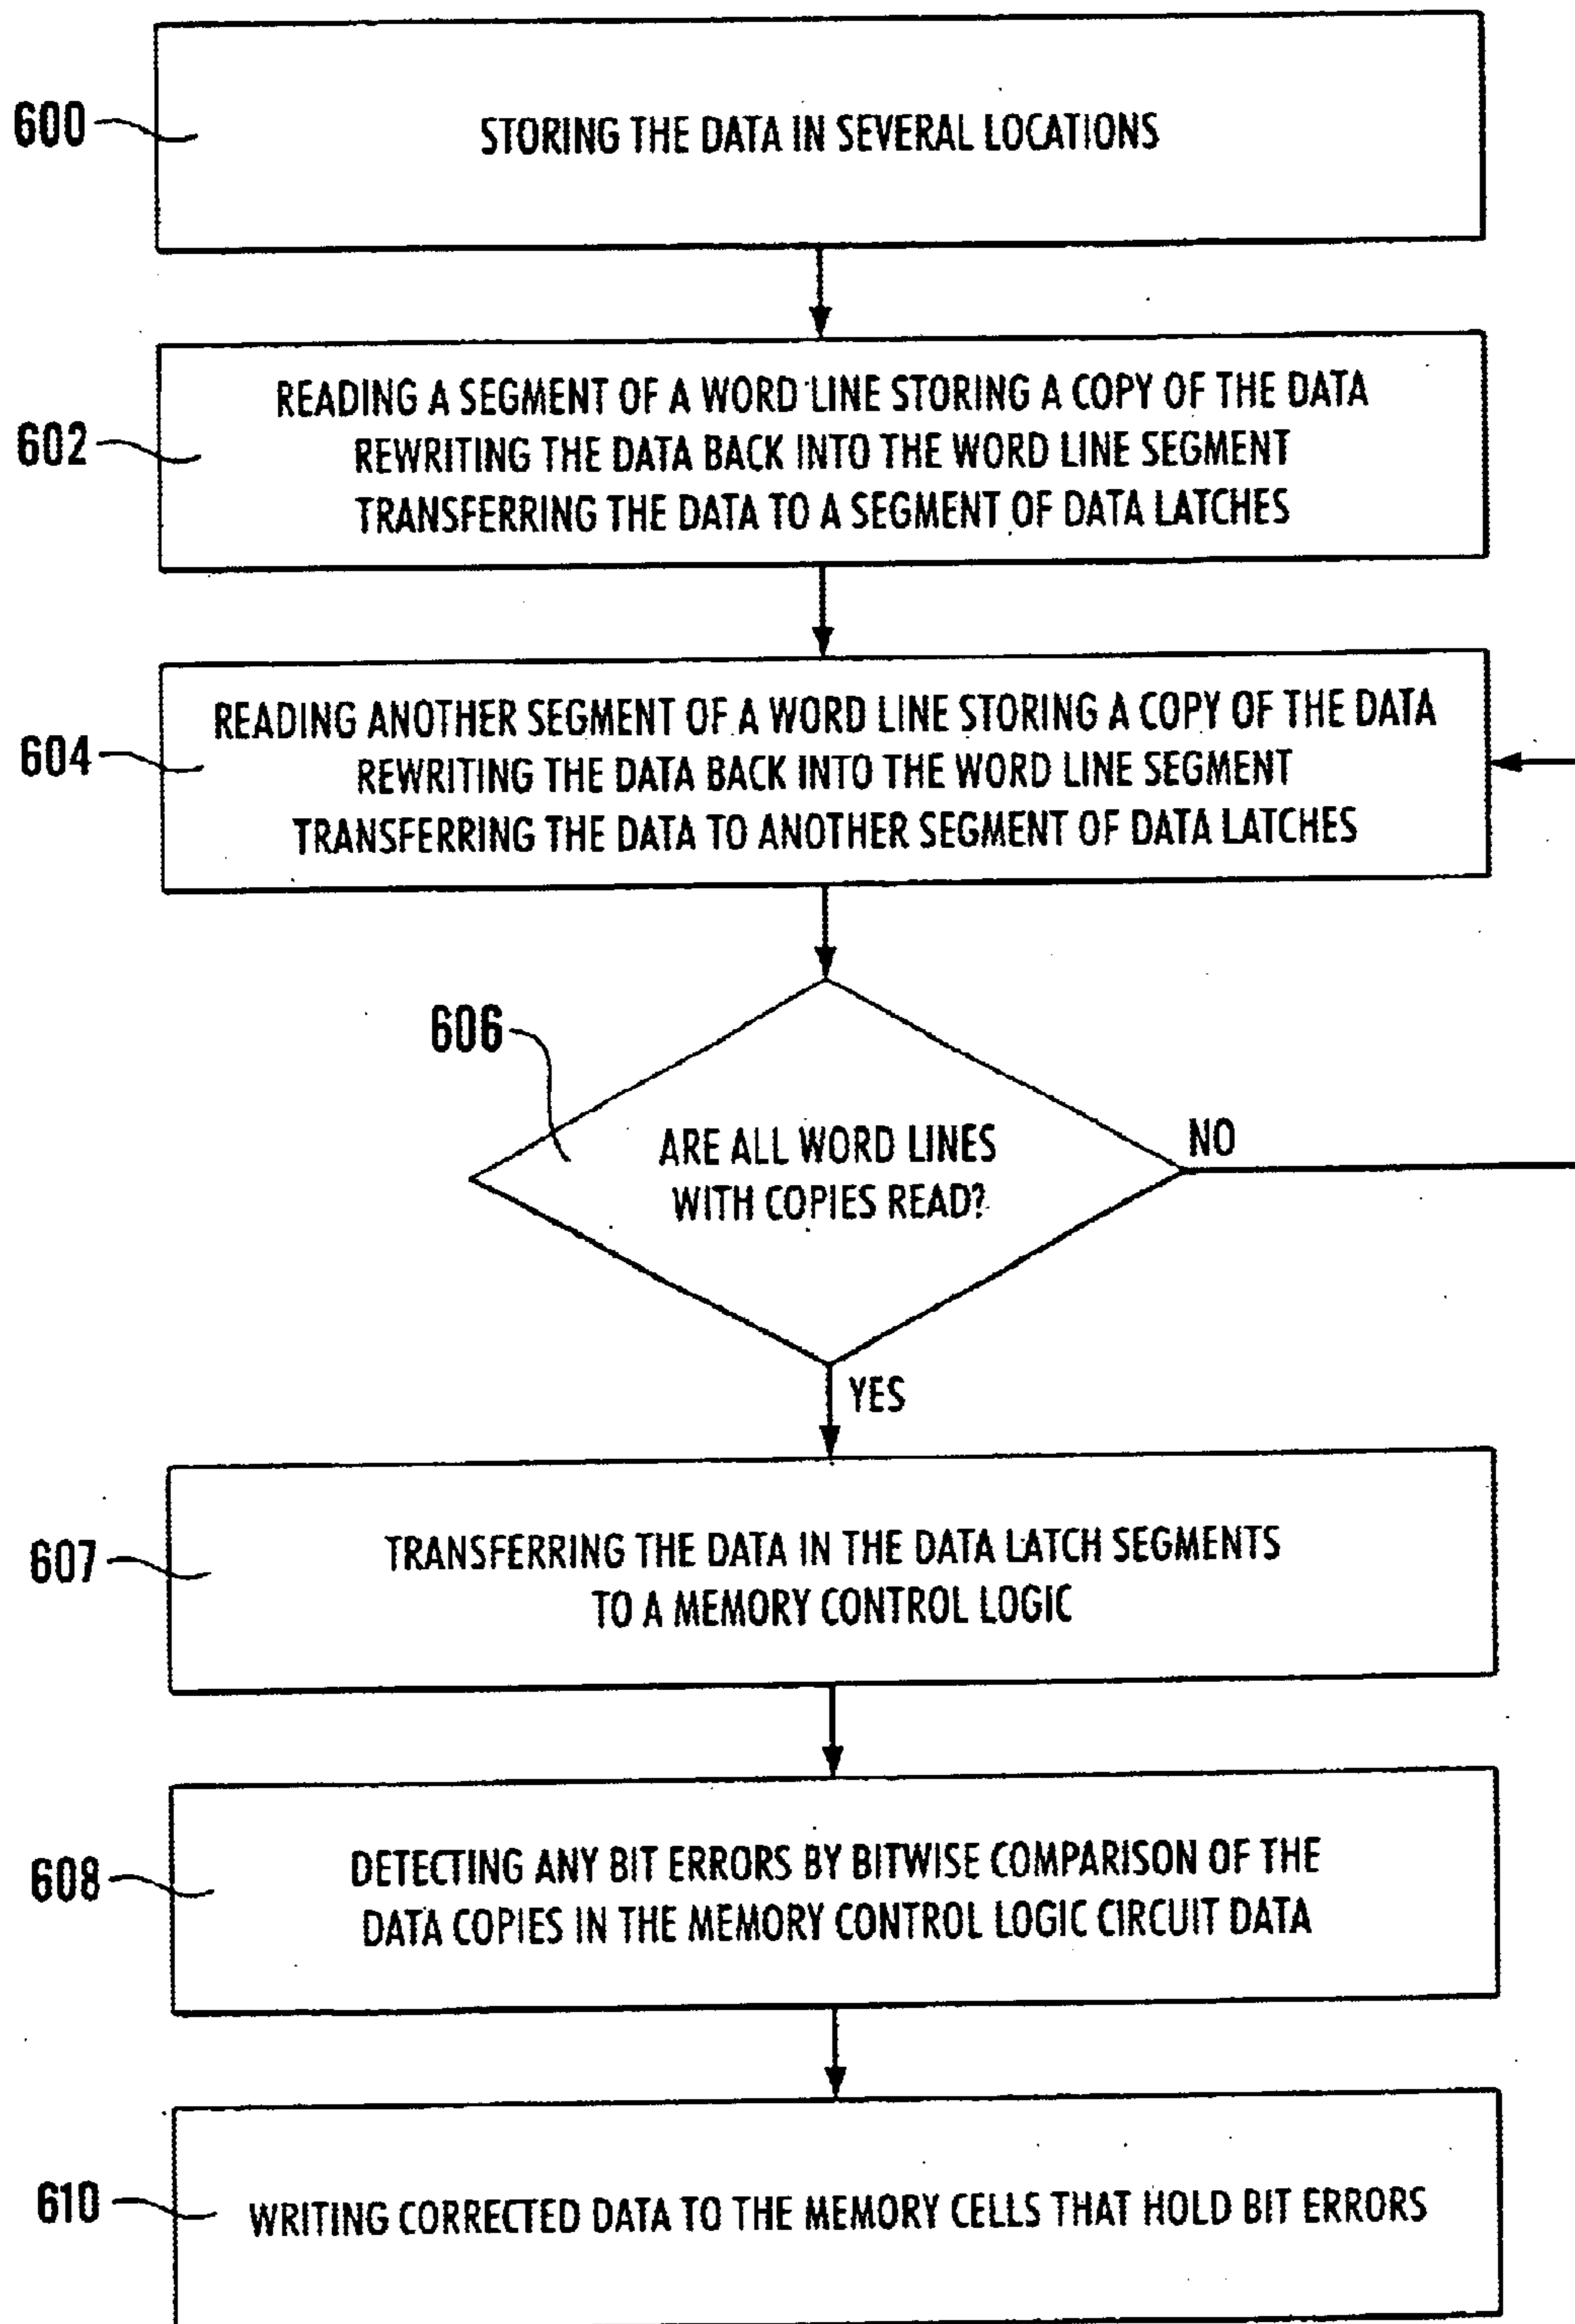 600
STORING THE DATA IN SEVERAL LOCATIONS
602
READING A SEGMENT OF A WORD LINE STORING A COPY OF THE DATA
REWRITING THE DATA BACK INTO THE WORD LINE SEGMENT
TRANSFERRING THE DATA TO A SEGMENT OF DATA LATCHES
604
READING ANOTHER SEGMENT OF A WORD LINE STORING A COPY OF THE DATA
REWRITING THE DATA BACK INTO THE WORD LINE SEGMENT
TRANSFERRING THE DATA TO ANOTHER SEGMENT OF DATA LATCHES
606
ARE ALL WORD LINES
WITH COPIES READ?
NO
YES
607
TRANSFERRING THE DATA IN THE DATA LATCH SEGMENTS
TO A MEMORY CONTROL LOGIC
608
DETECTING ANY BIT ERRORS BY BITWISE COMPARISON OF THE
DATA COPIES IN THE MEMORY CONTROL LOGIC CIRCUIT DATA
610
WRITING CORRECTED DATA TO THE MEMORY CELLS THAT HOLD BIT ERRORS